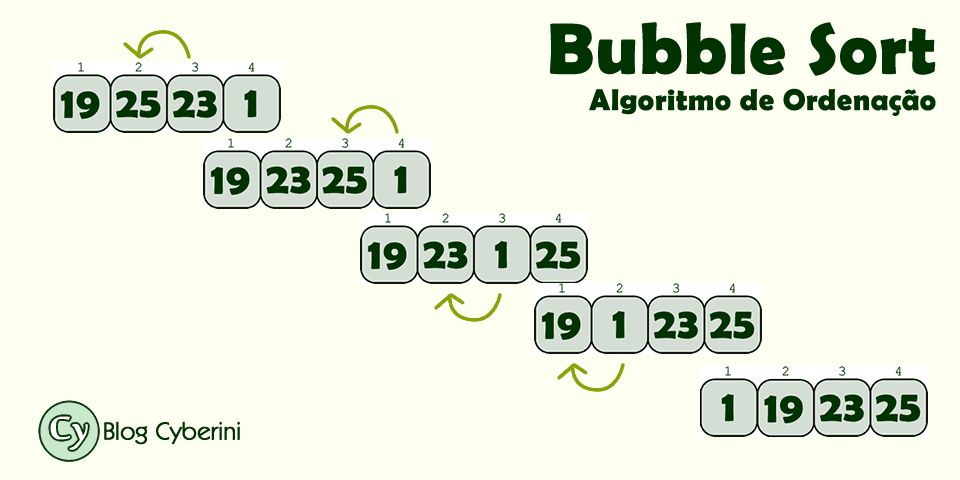 Bubble Sort
Algoritmo de Ordenação
1 2 3 4
19 25 23 1
1 2 3 4
19 23 25 1
1 2 3 4
19 23 1 25
1 2 3 4
19 1 23 25
1 2 3 4
1 19 23 25
Cy Blog Cyberini